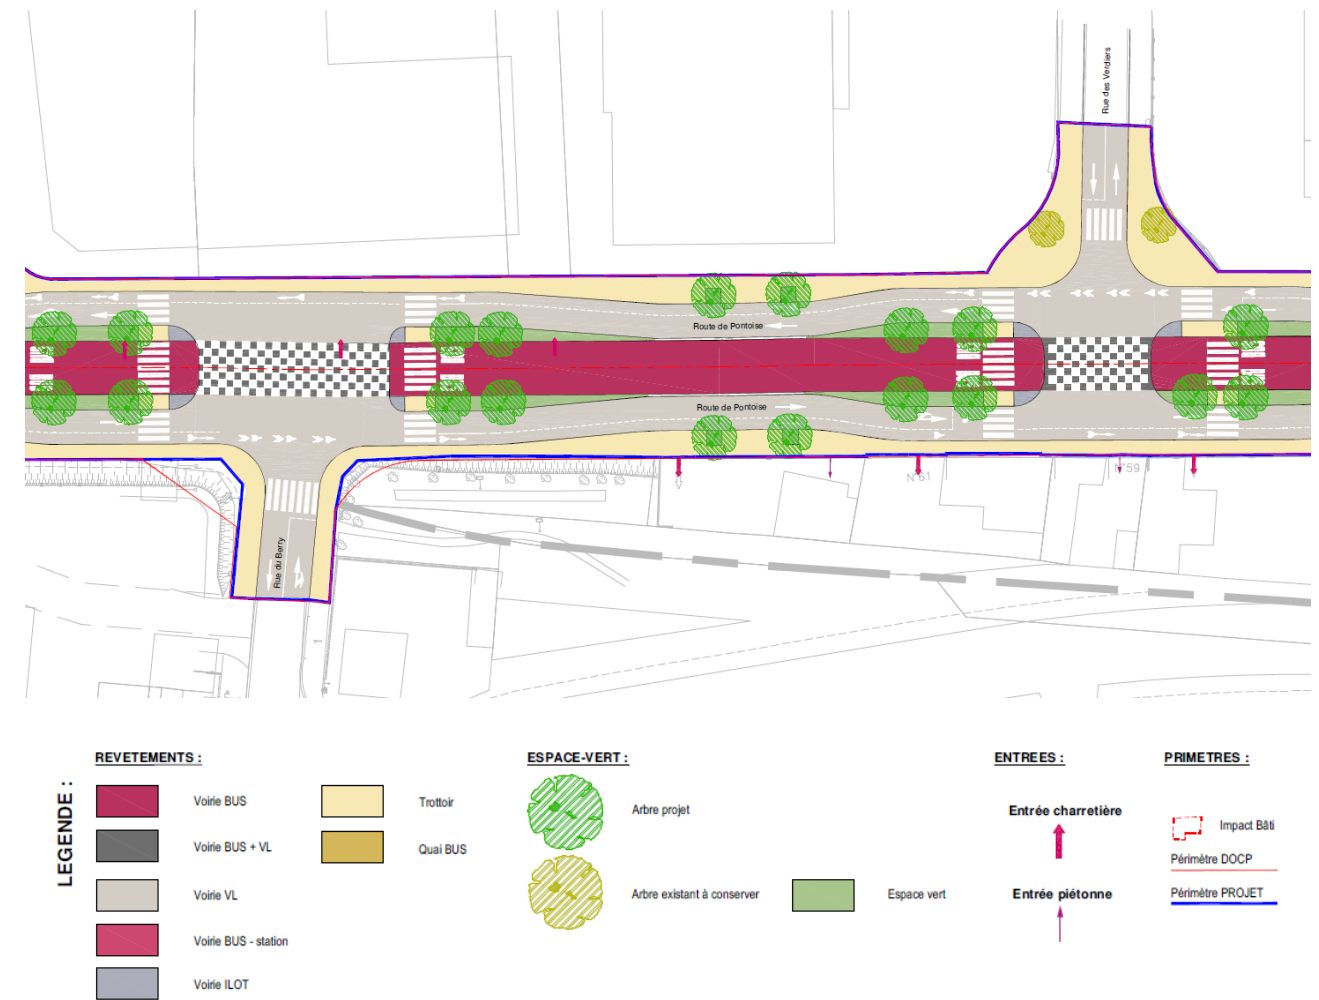 Rue des Verdiers
Route de Pontoise
Route de Pontoise
N°61
N°59
Rue du Berry
LEGENDE :
REVETEMENTS :
Voirie BUS
Voirie BUS + VL
Voirie VL
Voirie BUS - station
Voirie ILOT
Trottoir
Quai BUS
ESPACE-VERT :
Arbre projet
Arbre existant à conserver
Espace vert
ENTREES :
Entrée charretière
Entrée piétonne
PRIMETRES :
Impact Bâti
Périmètre DOCP
Périmètre PROJET